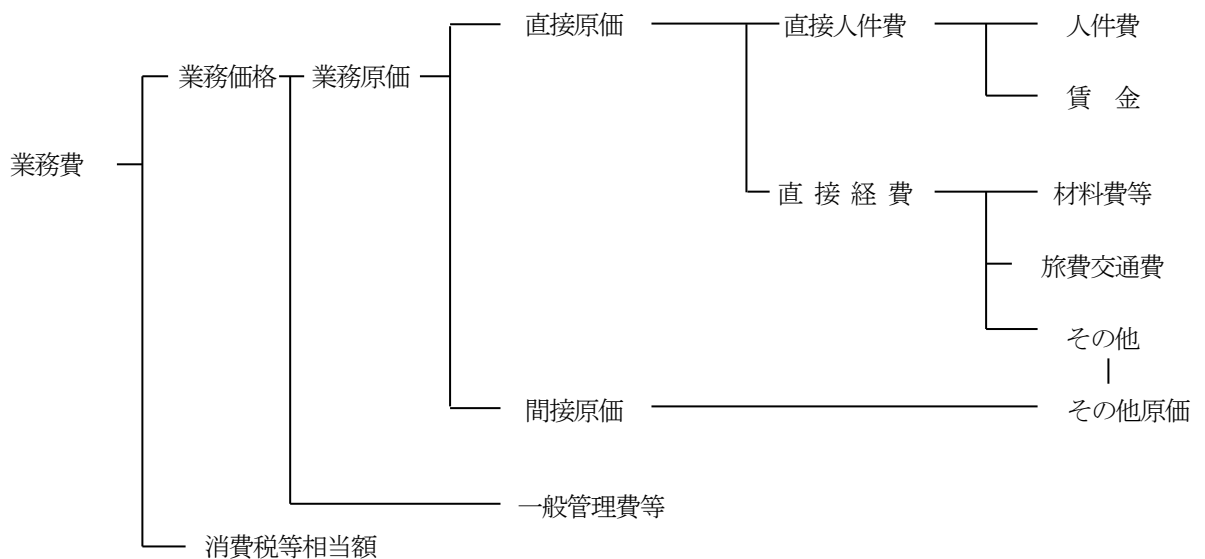 直接原価 直接人件費 人件費
業務価格 業務原価
賃　金
業務費
直 接 経 費 材料費等
旅費交通費
その他
間接原価 その他原価
一般管理費等
消費税等相当額